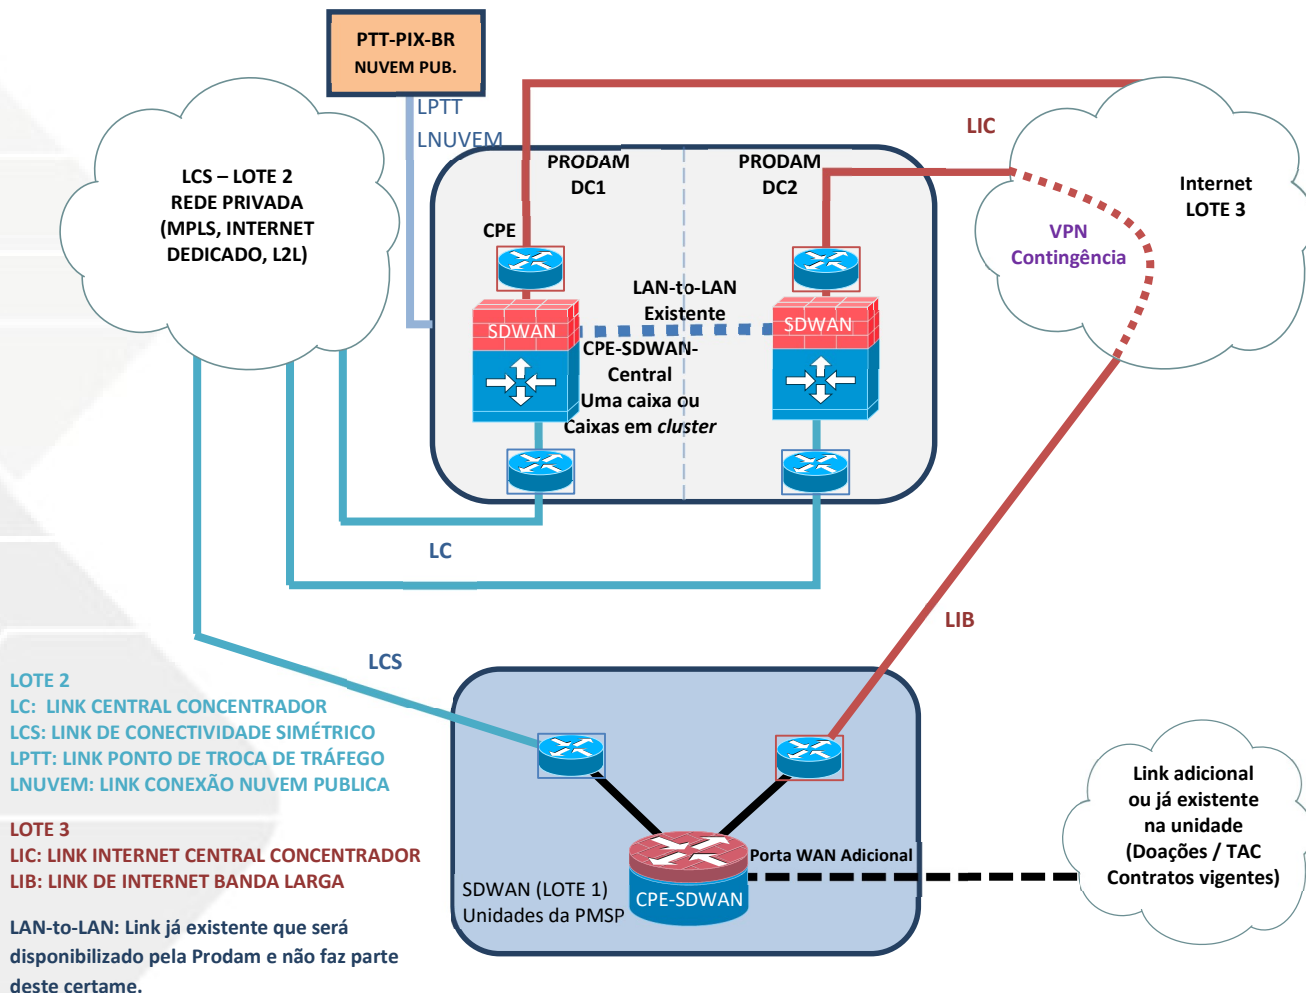 PTT-PIX-BR
NUVEM PUB.
LPTT
LNUVEM
LIC
LCS – LOTE 2
REDE PRIVADA
(MPLS, INTERNET
DEDICADO, L2L)
PRODAM
DC1
PRODAM
DC2
Internet
LOTE 3
VPN
Contingência
CPE
LAN-to-LAN
Existente
SDWAN
SDWAN
CPE-SDWAN-
Central
Uma caixa ou
Caixas em cluster
LC
LIB
LCS
LOTE 2
LC: LINK CENTRAL CONCENTRADOR
LCS: LINK DE CONECTIVIDADE SIMÉTRICO
LPTT: LINK PONTO DE TROCA DE TRÁFEGO
LNUVEM: LINK CONEXÃO NUVEM PUBLICA
LOTE 3
LIC: LINK INTERNET CENTRAL CONCENTRADOR
LIB: LINK DE INTERNET BANDA LARGA
LAN-to-LAN: Link já existente que será
disponibilizado pela Prodam e não faz parte
deste certame.
SDWAN (LOTE 1)
Unidades da PMSP
CPE-SDWAN
Porta WAN Adicional
Link adicional
ou já existente
na unidade
(Doações / TAC
Contratos vigentes)